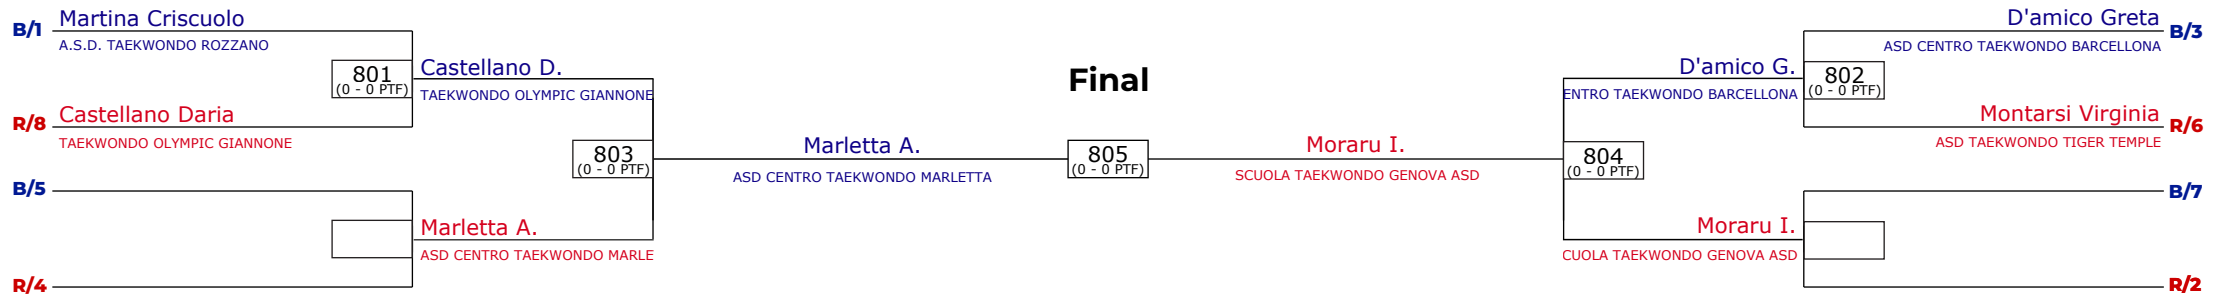 B/1
Martina Criscuolo
A.S.D. TAEKWONDO ROZZANO
801
(0 - 0 PTF)
R/8
Castellano Daria
TAEKWONDO OLYMPIC GIANNONE
Castellano D.
TAEKWONDO OLYMPIC GIANNONE
803
(0 - 0 PTF)
B/5
Marletta A.
ASD CENTRO TAEKWONDO MARLE
R/4
Final
Marletta A.
ASD CENTRO TAEKWONDO MARLETTA
805
(0 - 0 PTF)
Moraru I.
SCUOLA TAEKWONDO GENOVA ASD
D'amico G.
ENTRO TAEKWONDO BARCELLONA
804
(0 - 0 PTF)
Moraru I.
CUOLA TAEKWONDO GENOVA ASD
D'amico Greta
B/3
ASD CENTRO TAEKWONDO BARCELLONA
802
(0 - 0 PTF)
Montarsi Virginia
R/6
ASD TAEKWONDO TIGER TEMPLE
B/7
R/2